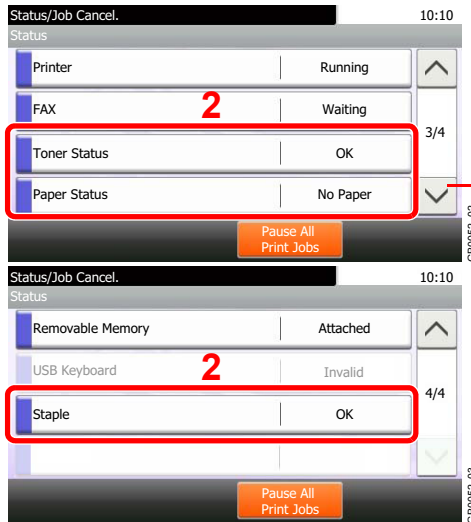 Status/Job Cancel. 10:10
Status
Printer Running
FAX 2 Waiting
3/4
Toner Status OK
Paper Status No Paper
Pause All
Print Jobs
Status/Job Cancel. 10:10
Status
Removable Memory Attached
USB Keyboard 2 Invalid
4/4
Staple OK
Pause All
Print Jobs